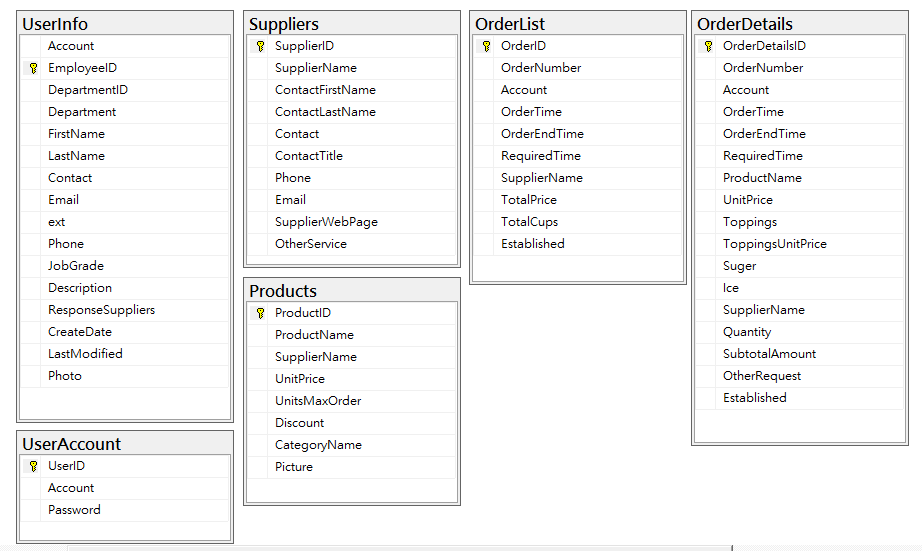 UserInfo
Account
EmployeeID
DepartmentID
Department
FirstName
LastName
Contact
Email
ext
Phone
JobGrade
Description
ResponseSuppliers
CreateDate
LastModified
Photo
UserAccount
UserID
Account
Password
Suppliers
SupplierID
SupplierName
ContactFirstName
ContactLastName
Contact
ContactTitle
Phone
Email
SupplierWebPage
OtherService
Products
ProductID
ProductName
SupplierName
UnitPrice
UnitsMaxOrder
Discount
CategoryName
Picture
OrderList
OrderID
OrderNumber
Account
OrderTime
OrderEndTime
RequiredTime
SupplierName
TotalPrice
TotalCups
Established
OrderDetails
OrderDetailsID
OrderNumber
Account
OrderTime
OrderEndTime
RequiredTime
ProductName
UnitPrice
Toppings
ToppingsUnitPrice
Suger
Ice
SupplierName
Quantity
SubtotalAmount
OtherRequest
Established